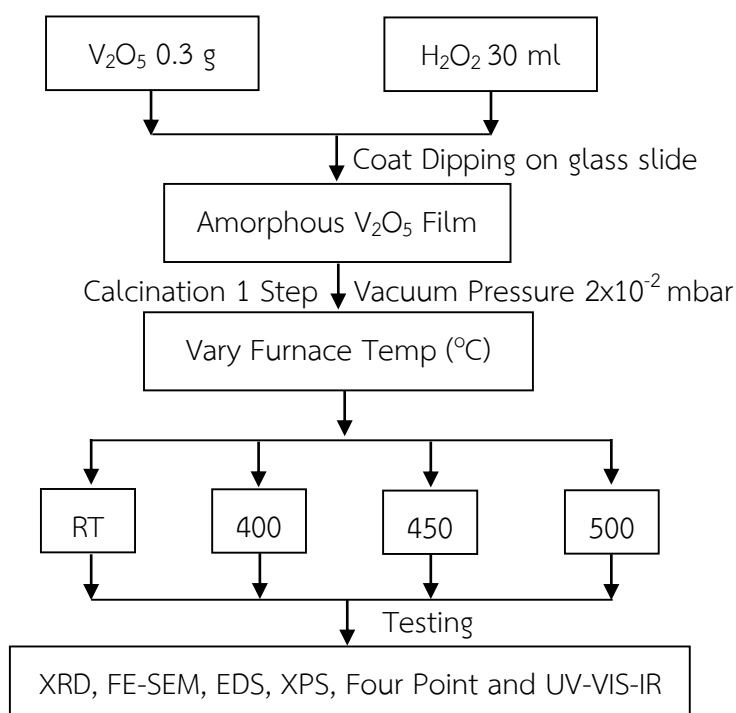 V₂O₅ 0.3 g
H₂O₂ 30 ml
Coat Dipping on glass slide
Amorphous V₂O₅ Film
Calcination 1 Step
Vacuum Pressure 2x10⁻² mbar
Vary Furnace Temp (°C)
RT
400
450
500
Testing
XRD, FE-SEM, EDS, XPS, Four Point and UV-VIS-IR